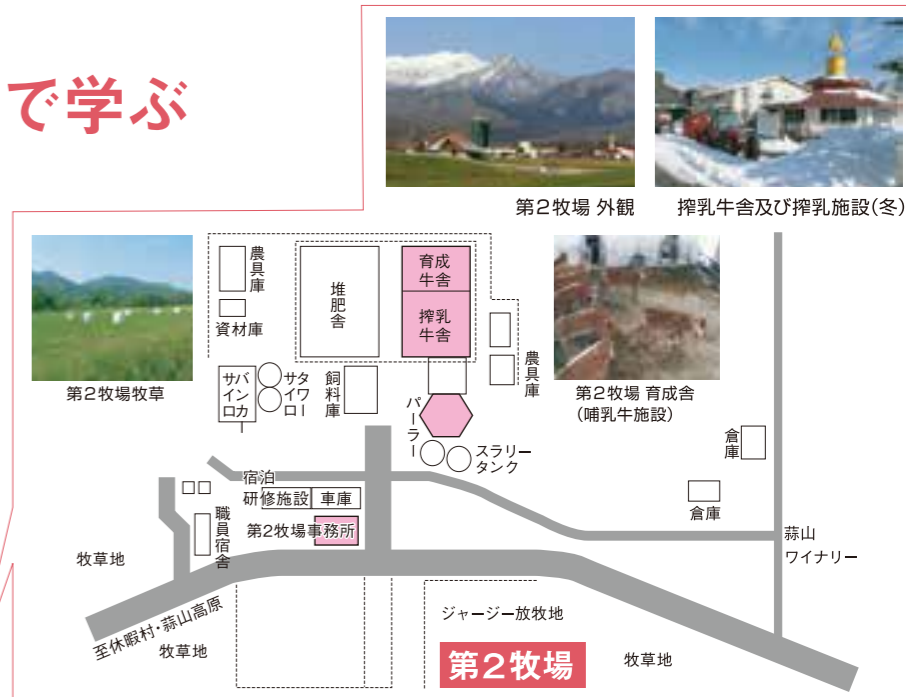 で学ぶ
第2牧場 外観
搾乳牛舎及び搾乳施設(冬)
第2牧場牧草
農具庫
資材庫
堆肥舎
育成
牛舎
搾乳
牛舎
農具庫
第2牧場 育成舎
(哺乳牛施設)
バンカー
サイロ
タワー
サイロ
飼料庫
パーラー
スラリー
タンク
倉庫
倉庫
宿泊
研修施設
車庫
職員宿舎
第2牧場事務所
牧草地
蒜山
ワイナリー
至休暇村・蒜山高原
牧草地
ジャージー放牧地
第2牧場
牧草地